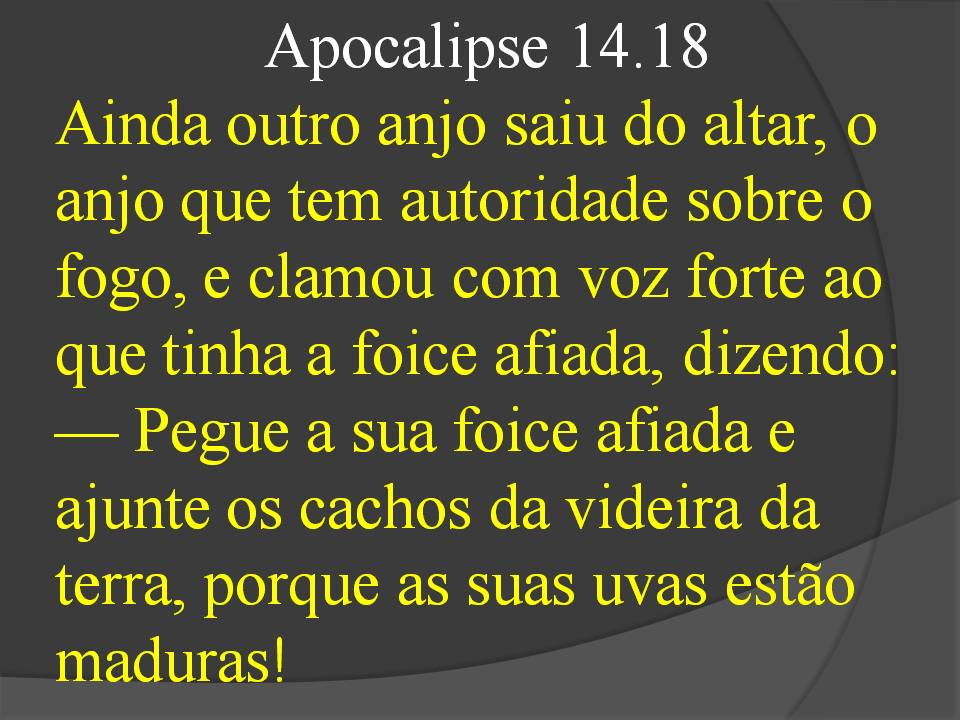 Apocalipse 14.18
Ainda outro anjo saiu do altar, o
anjo que tem autoridade sobre o
fogo, e clamou com voz forte ao
que tinha a foice afiada, dizendo:
— Pegue a sua foice afiada e
ajunte os cachos da videira da
terra, porque as suas uvas estão
maduras!